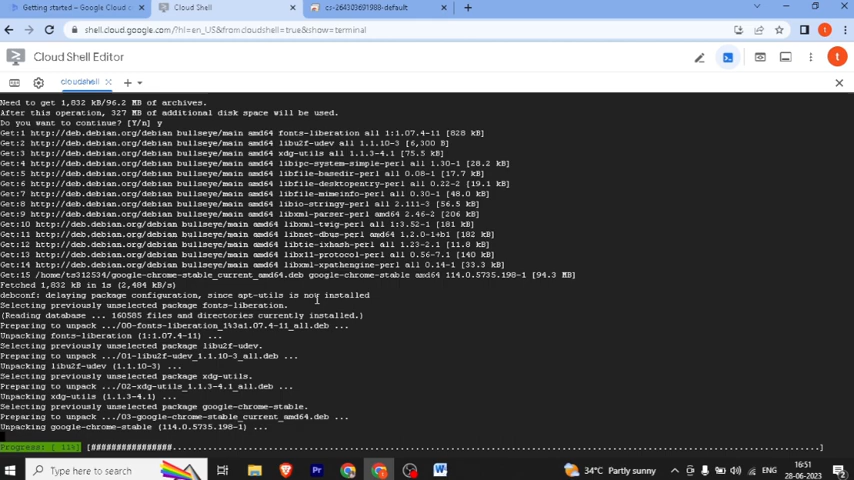 Getting started – Google Cloud c
Cloud Shell
cs-264303691988-default
shell.cloud.google.com/?hl=en_US&fromcloudshell=true&show=terminal
Cloud Shell Editor
t
cloudshell
Need to get 1,832 kB/96.2 MB of archives.
After this operation, 327 MB of additional disk space will be used.
Do you want to continue? [Y/n] y
Get:1 http://deb.debian.org/debian bullseye/main amd64 fonts-liberation all 1:1.07.4-11 [828 kB]
Get:2 http://deb.debian.org/debian bullseye/main amd64 libu2f-udev all 1.1.10-3 [6,300 B]
Get:3 http://deb.debian.org/debian bullseye/main amd64 xdg-utils all 1.1.3-4.1 [75.5 kB]
Get:4 http://deb.debian.org/debian bullseye/main amd64 libipc-system-simple-perl all 1.30-1 [28.2 kB]
Get:5 http://deb.debian.org/debian bullseye/main amd64 libfile-basedir-perl all 0.08-1 [17.7 kB]
Get:6 http://deb.debian.org/debian bullseye/main amd64 libfile-desktopentry-perl all 0.22-2 [19.1 kB]
Get:7 http://deb.debian.org/debian bullseye/main amd64 libfile-mimeinfo-perl all 0.30-1 [48.0 kB]
Get:8 http://deb.debian.org/debian bullseye/main amd64 libio-stringy-perl all 2.111-3 [56.5 kB]
Get:9 http://deb.debian.org/debian bullseye/main amd64 libxml-parser-perl amd64 2.46-2 [206 kB]
Get:10 http://deb.debian.org/debian bullseye/main amd64 libxml-twig-perl all 1:3.52-1 [181 kB]
Get:11 http://deb.debian.org/debian bullseye/main amd64 libnet-dbus-perl amd64 1.2.0-1+b1 [182 kB]
Get:12 http://deb.debian.org/debian bullseye/main amd64 libtie-ixhash-perl all 1.23-2.1 [11.8 kB]
Get:13 http://deb.debian.org/debian bullseye/main amd64 libx11-protocol-perl all 0.56-7.1 [140 kB]
Get:14 http://deb.debian.org/debian bullseye/main amd64 libxml-xpathengine-perl all 0.14-1 [33.3 kB]
Get:15 /home/ts312534/google-chrome-stable_current_amd64.deb google-chrome-stable amd64 114.0.5735.198-1 [94.3 MB]
Fetched 1,832 kB in 1s (2,484 kB/s)
debconf: delaying package configuration, since apt-utils is not installed
Selecting previously unselected package fonts-liberation.
(Reading database ... 160585 files and directories currently installed.)
Preparing to unpack .../00-fonts-liberation_1%3a1.07.4-11_all.deb ...
Unpacking fonts-liberation (1:1.07.4-11) ...
Selecting previously unselected package libu2f-udev.
Preparing to unpack .../01-libu2f-udev_1.1.10-3_all.deb ...
Unpacking libu2f-udev (1.1.10-3) ...
Selecting previously unselected package xdg-utils.
Preparing to unpack .../02-xdg-utils_1.1.3-4.1_all.deb ...
Unpacking xdg-utils (1.1.3-4.1) ...
Selecting previously unselected package google-chrome-stable.
Preparing to unpack .../03-google-chrome-stable_current_amd64.deb ...
Unpacking google-chrome-stable (114.0.5735.198-1) ...
Progress: [ 11%] [################..................................................................................................................................]
Type here to search
34°C Partly sunny
ENG
16:51
28-06-2023